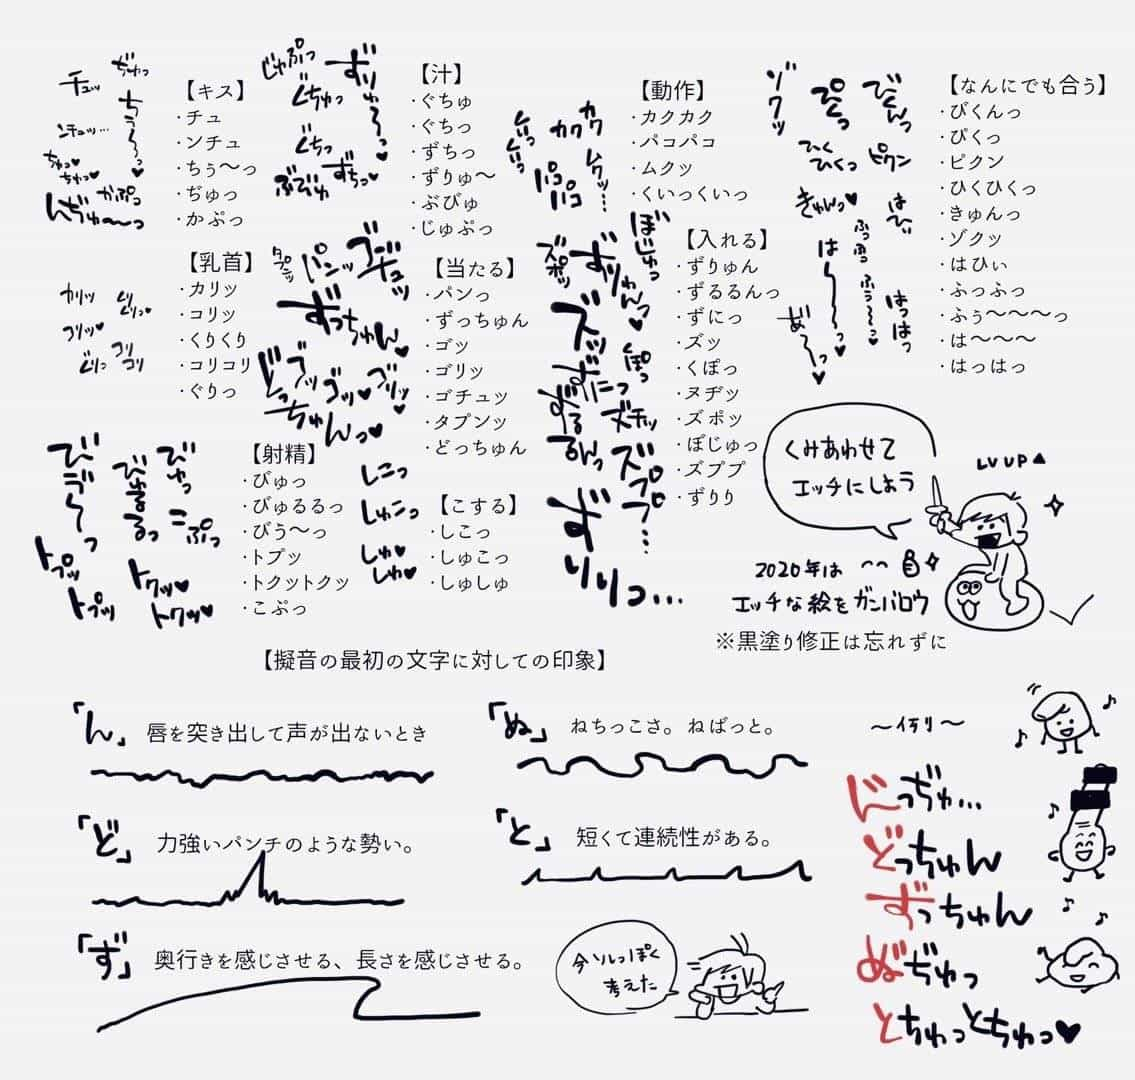 【キス】
・チュ
・ンチュ
・ちぅ～っ
・ぢゅっ
・かぷっ
チュッ
ぢゅっ
ちぅ～～っ♥
ンチュッ…
ちゅっ♥
ちゅっ♥
かぷっ
んぢゅ～っ
【汁】
・ぐちゅ
・ぐちっ
・ずちっ
・ずりゅ～
・ぶびゅ
・じゅぷっ
じゅぷっ
ぐちゅっ
ずりゅ～っ♥
ぐちっ
ずちっ♥
ぶびゅ
【動作】
・カクカク
・パコパコ
・ムクッ
・くいっくいっ
くいっ
くいっ
カク
カク
パコ
パコ
ムクッ…
【なんにでも合う】
・びくんっ
・びくっ
・ピクン
・ひくひくっ
・きゅんっ
・ゾクッ
・はひぃ
・ふっふっ
・ふぅ～～～っ
・は～～～
・はっはっ
ゾクッ
びくっ
びくんっ
ひく
ひくっ
ピクン
きゅんっ♥
はひぃ
は～～～っ♥
ふっ
ふっ
ふぅ～～っ♥
はっはっ
【乳首】
・カリッ
・コリッ
・くりくり
・コリコリ
・ぐりっ
カリッ
コリッ♥
ぐりっ
コリ
コリ
【当たる】
・パンっ
・ずっちゅん
・ゴッ
・ゴリッ
・ゴチュッ
・タプンッ
・どっちゅん
タプンッ
パンッ
ゴチュッ
ずっちゅん♥
どっ
ちゅんっ♥
ゴッ
ゴッ♥
ゴリッ♥
【入れる】
・ずりゅん
・ずるるんっ
・ずにっ
・ズッ
・くぽっ
・ヌヂッ
・ズポッ
・ぼじゅっ
・ズププ
・ずりり
ぼじゅっ
ズポッ
ずりゅんっ♥
ズッ
ずにっ
ずる
るんっ
ズププ…
ずりりっ…
【射精】
・びゅっ
・びゅるるっ
・びう～っ
・トプッ
・トクットクッ
・こぷっ
びゅるるっ
びゅっ
こぷっ
トプッ
トプッ
トクッ♥
トクッ♥
【こする】
・しこっ
・しゅこっ
・しゅしゅ
しこっ
しゅこっ
しゅ♥
しゅ♥
くみあわせて
エッチにしよう
LV UP▲
2020年は
エッチな絵をガンバロウ
※黒塗り修正は忘れずに
【擬音の最初の文字に対しての印象】
「ん」 唇を突き出して声が出ないとき
「ぬ」 ねちっこさ。ねばっと。
「ど」 力強いパンチのような勢い。
「と」 短くて連続性がある。
「ず」 奥行きを感じさせる、長さを感じさせる。
今ソレっぽく
考えた
～例～
んっぢゅ…
どっちゅん
ずっちゅん
ぬぢゅっ
とちゅっとちゅっ♥